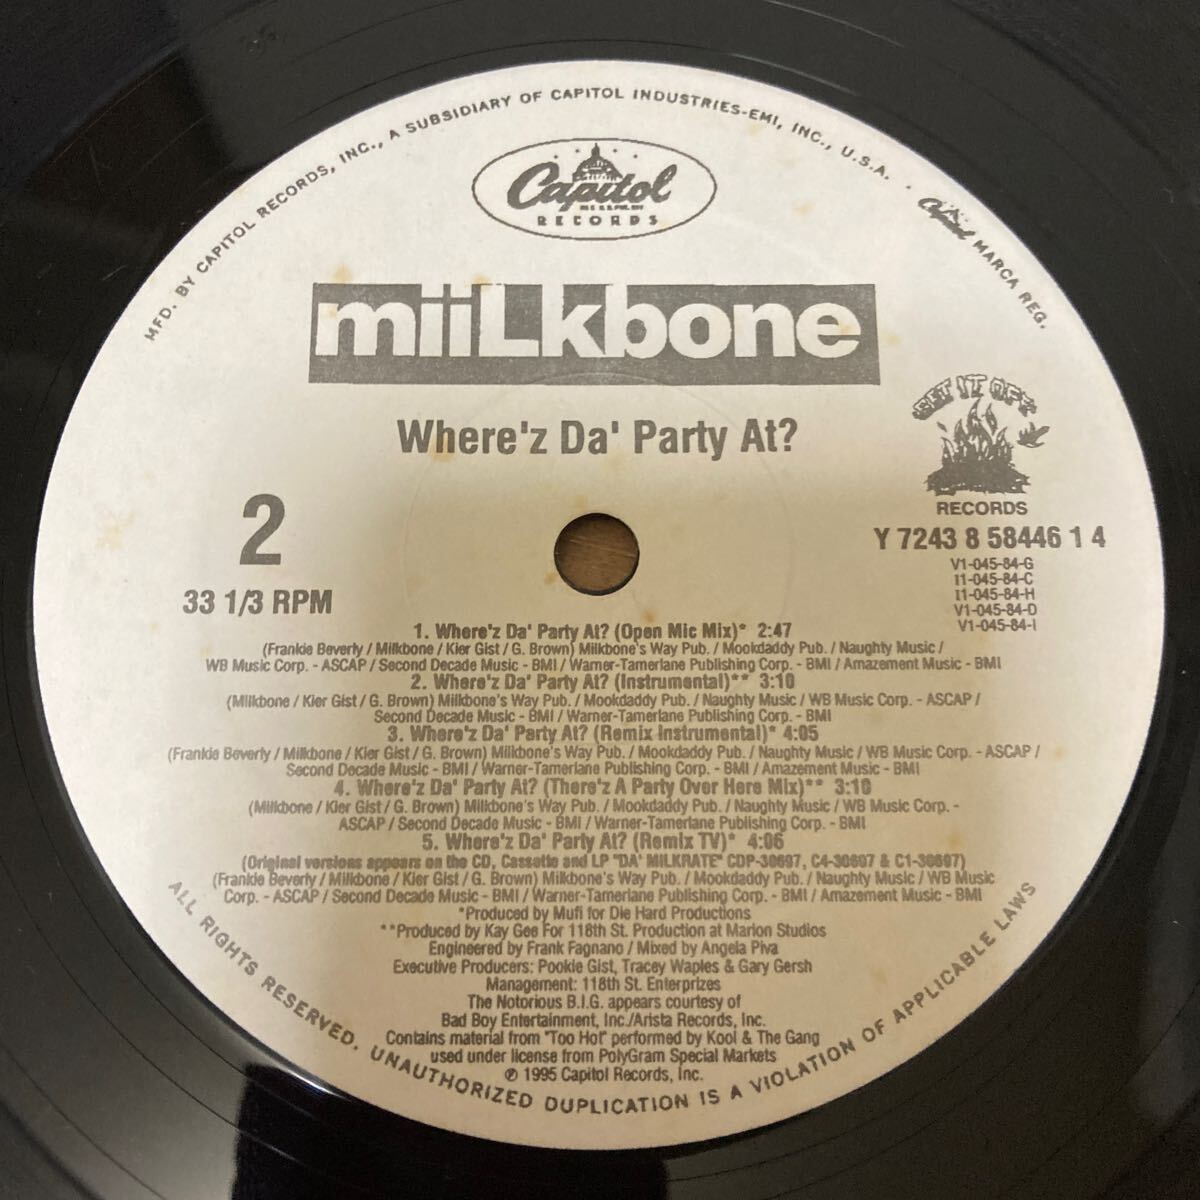 MFD. BY CAPITOL RECORDS, INC., A SUBSIDIARY OF CAPITOL INDUSTRIES-EMI, INC., U.S.A. · Capitol MARCA REG.
Capitol
RECORDS
miiLkbone
Where'z Da' Party At?
SET IT OFF
RECORDS
2
33 1/3 RPM
Y 7243 8 58446 1 4
V1-045-84-G
I1-045-84-C
I1-045-84-H
V1-045-84-D
V1-045-84-I
1. Where'z Da' Party At? (Open Mic Mix)* 2:47
(Frankie Beverly / Milkbone / Kier Gist / G. Brown) Milkbone's Way Pub. / Mookdaddy Pub. / Naughty Music /
WB Music Corp. - ASCAP / Second Decade Music - BMI / Warner-Tamerlane Publishing Corp. - BMI / Amazement Music - BMI
2. Where'z Da' Party At? (Instrumental)** 3:10
(Milkbone / Kier Gist / G. Brown) Milkbone's Way Pub. / Mookdaddy Pub. / Naughty Music / WB Music Corp. - ASCAP /
Second Decade Music - BMI / Warner-Tamerlane Publishing Corp. - BMI
3. Where'z Da' Party At? (Remix Instrumental)* 4:05
(Frankie Beverly / Milkbone / Kier Gist / G. Brown) Milkbone's Way Pub. / Mookdaddy Pub. / Naughty Music / WB Music Corp. - ASCAP /
Second Decade Music - BMI / Warner-Tamerlane Publishing Corp. - BMI / Amazement Music - BMI
4. Where'z Da' Party At? (There'z A Party Over Here Mix)** 3:10
(Milkbone / Kier Gist / G. Brown) Milkbone's Way Pub. / Mookdaddy Pub. / Naughty Music / WB Music Corp. -
ASCAP / Second Decade Music - BMI / Warner-Tamerlane Publishing Corp. - BMI
5. Where'z Da' Party At? (Remix TV)* 4:06
(Original versions appears on the CD, Cassette and LP "DA' MILKRATE" CDP-30697, C4-30697 & C1-30697)
(Frankie Beverly / Milkbone / Kier Gist / G. Brown) Milkbone's Way Pub. / Mookdaddy Pub. / Naughty Music / WB Music
Corp. - ASCAP / Second Decade Music - BMI / Warner-Tamerlane Publishing Corp. - BMI / Amazement Music - BMI
*Produced by Mufi for Die Hard Productions
**Produced by Kay Gee For 118th St. Production at Marion Studios
Engineered by Frank Fagnano / Mixed by Angela Piva
Executive Producers: Pookie Gist, Tracey Waples & Gary Gersh
Management: 118th St. Enterprizes
The Notorious B.I.G. appears courtesy of
Bad Boy Entertainment, Inc./Arista Records, Inc.
Contains material from "Too Hot" performed by Kool & The Gang
used under license from PolyGram Special Markets
℗ 1995 Capitol Records, Inc.
ALL RIGHTS RESERVED. UNAUTHORIZED DUPLICATION IS A VIOLATION OF APPLICABLE LAWS